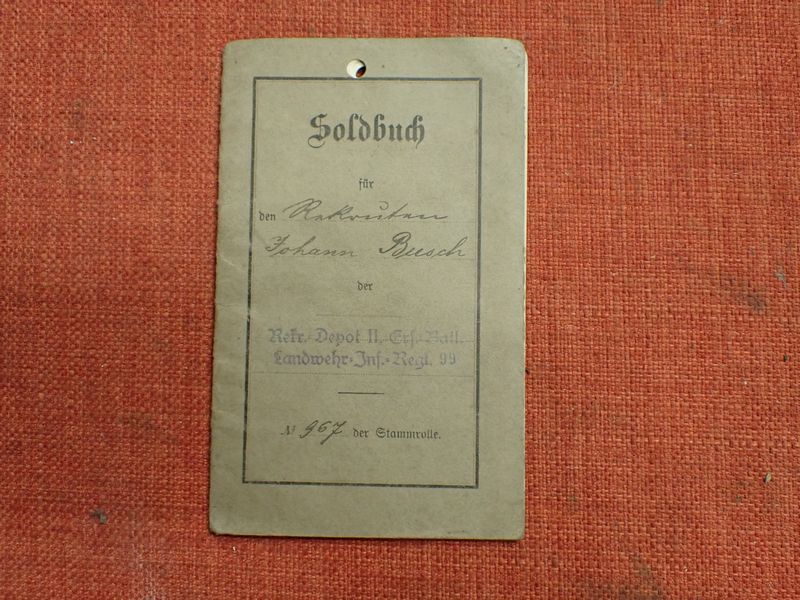 Soldbuch
für
den Rekruten
Johann Busch
der
Rekr.-Depot II. Ers.-Batl.
Landwehr-Inf.-Regt. 99
№ 967 der Stammrolle.